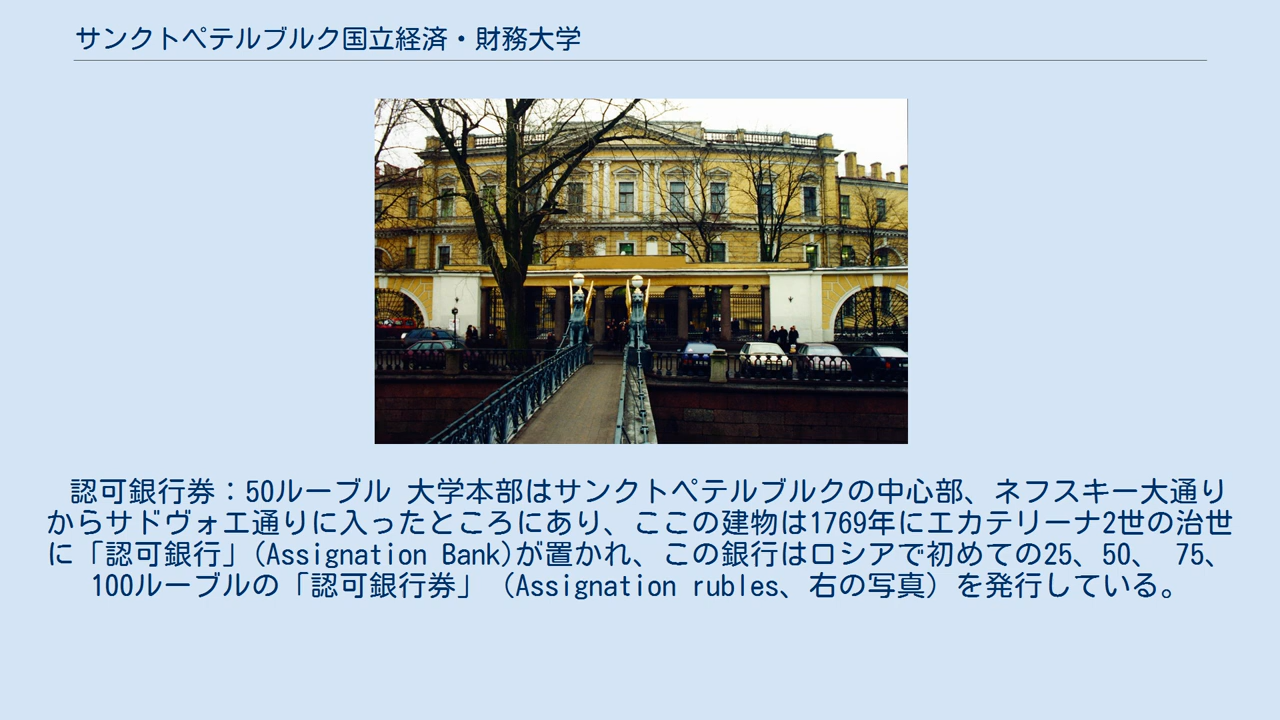 サンクトペテルブルク国立経済・財務大学
認可銀行券：50ルーブル 大学本部はサンクトペテルブルクの中心部、ネフスキー大通り
からサドヴォエ通りに入ったところにあり、ここの建物は1769年にエカテリーナ2世の治世
に「認可銀行」(Assignation Bank)が置かれ、この銀行はロシアで初めての25、50、 75、
100ルーブルの「認可銀行券」（Assignation rubles、右の写真）を発行している。